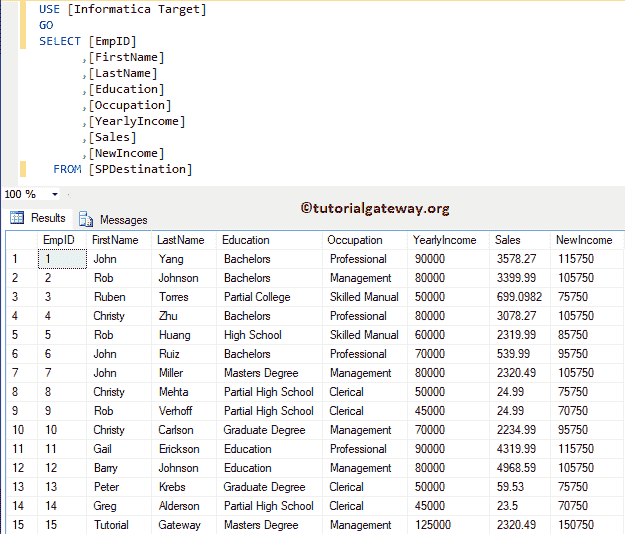 USE [Informatica Target]
GO
SELECT [EmpID]
,[FirstName]
,[LastName]
,[Education]
,[Occupation]
,[YearlyIncome]
,[Sales]
,[NewIncome]
FROM [SPDestination]
100 %
©tutorialgateway.org
Results Messages
EmpID FirstName LastName Education Occupation YearlyIncome Sales NewIncome
1 1 John Yang Bachelors Professional 90000 3578.27 115750
2 2 Rob Johnson Bachelors Management 80000 3399.99 105750
3 3 Ruben Torres Partial College Skilled Manual 50000 699.0982 75750
4 4 Christy Zhu Bachelors Professional 80000 3078.27 105750
5 5 Rob Huang High School Skilled Manual 60000 2319.99 85750
6 6 John Ruiz Bachelors Professional 70000 539.99 95750
7 7 John Miller Masters Degree Management 80000 2320.49 105750
8 8 Christy Mehta Partial High School Clerical 50000 24.99 75750
9 9 Rob Verhoff Partial High School Clerical 45000 24.99 70750
10 10 Christy Carlson Graduate Degree Management 70000 2234.99 95750
11 11 Gail Erickson Education Professional 90000 4319.99 115750
12 12 Barry Johnson Education Management 80000 4968.59 105750
13 13 Peter Krebs Graduate Degree Clerical 50000 59.53 75750
14 14 Greg Alderson Partial High School Clerical 45000 23.5 70750
15 15 Tutorial Gateway Masters Degree Management 125000 2320.49 150750